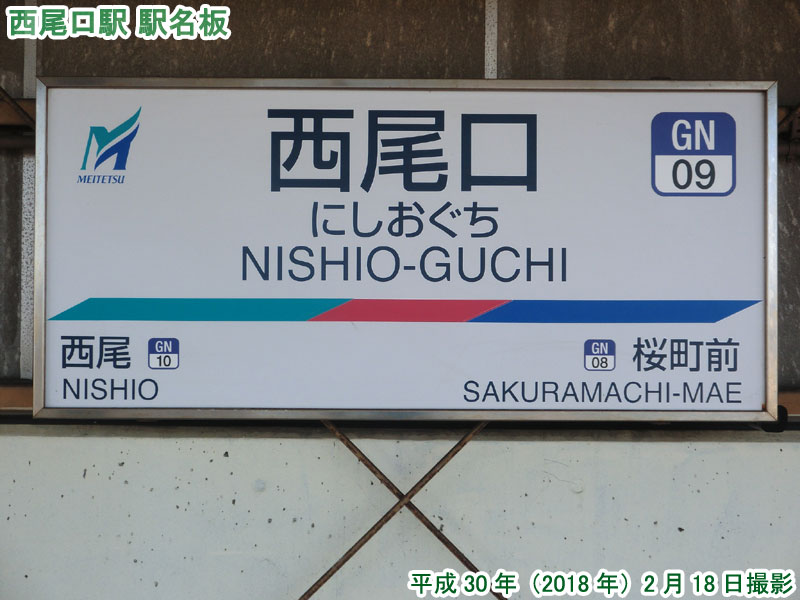 西尾口駅 駅名板
MEITETSU
西尾口
GN
09
にしおぐち
NISHIO-GUCHI
西尾
GN
10
NISHIO
GN
08
桜町前
SAKURAMACHI-MAE
平成30年（2018年）2月18日撮影